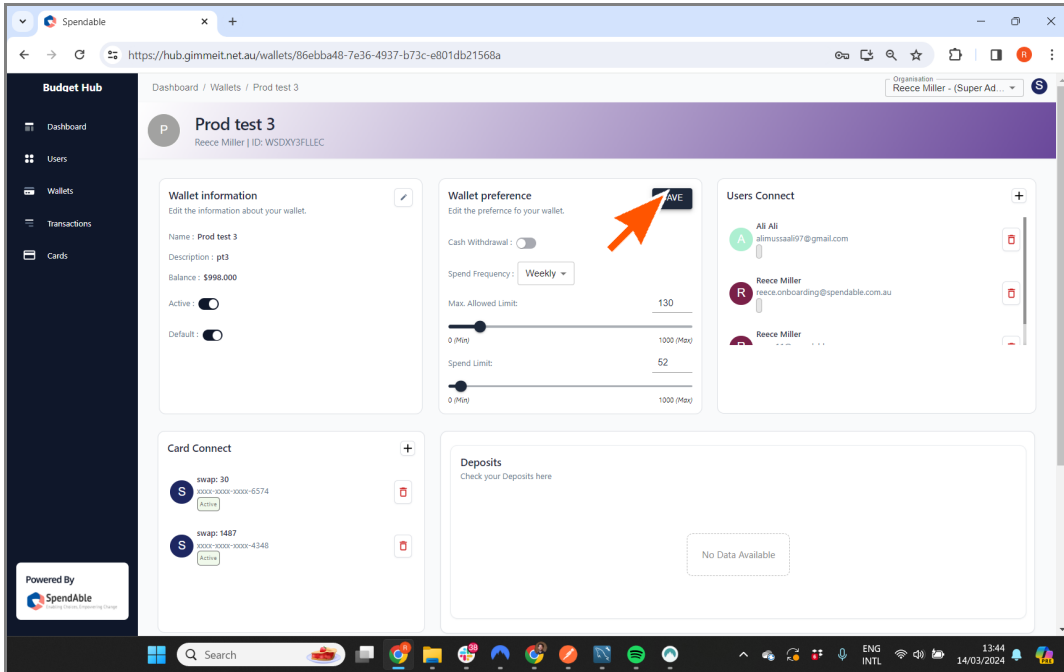 Spendable
https://hub.gimmeit.net.au/wallets/86ebba48-7e36-4937-b73c-e801db21568a
R
Budget Hub
Dashboard / Wallets / Prod test 3
Organisation
Reece Miller - (Super Ad...
S
Dashboard
Users
Wallets
Transactions
Cards
P
Prod test 3
Reece Miller | ID: WSDXY3FLLEC
Wallet information
Edit the information about your wallet.
Name : Prod test 3
Description : pt3
Balance : $998.000
Active :
Default :
Wallet preference
Edit the prefernce fo your wallet.
Cash Withdrawal :
Spend Frequency : Weekly
Max. Allowed Limit: 130
0 (Min) 1000 (Max)
Spend Limit: 52
0 (Min) 1000 (Max)
Users Connect
A
Ali Ali
alimussaali97@gmail.com
R
Reece Miller
reece.onboarding@spendable.com.au
Reece Miller
Card Connect
S
swap: 30
xxxx-xxxx-xxxx-6574
Active
S
swap: 1487
xxxx-xxxx-xxxx-4348
Active
Deposits
Check your Deposits here
No Data Available
Powered By
SpendAble
Enabling Choices, Empowering Change
Search
38
ENG
INTL
13:44
14/03/2024